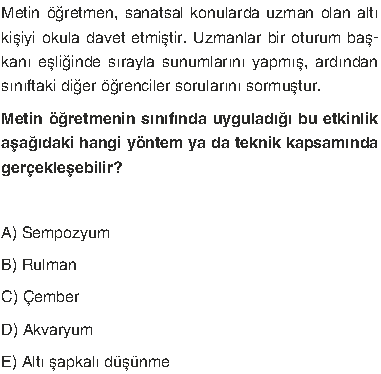 Metin öğretmen, sanatsal konularda uzman olan altı
kişiyi okula davet etmiştir. Uzmanlar bir oturum baş-
kanı eşliğinde sırayla sunumlarını yapmış, ardından
sınıftaki diğer öğrenciler sorularını sormuştur.
Metin öğretmenin sınıfında uyguladığı bu etkinlik
aşağıdaki hangi yöntem ya da teknik kapsamında
gerçekleşebilir?
A) Sempozyum
B) Rulman
C) Çember
D) Akvaryum
E) Altı şapkalı düşünme